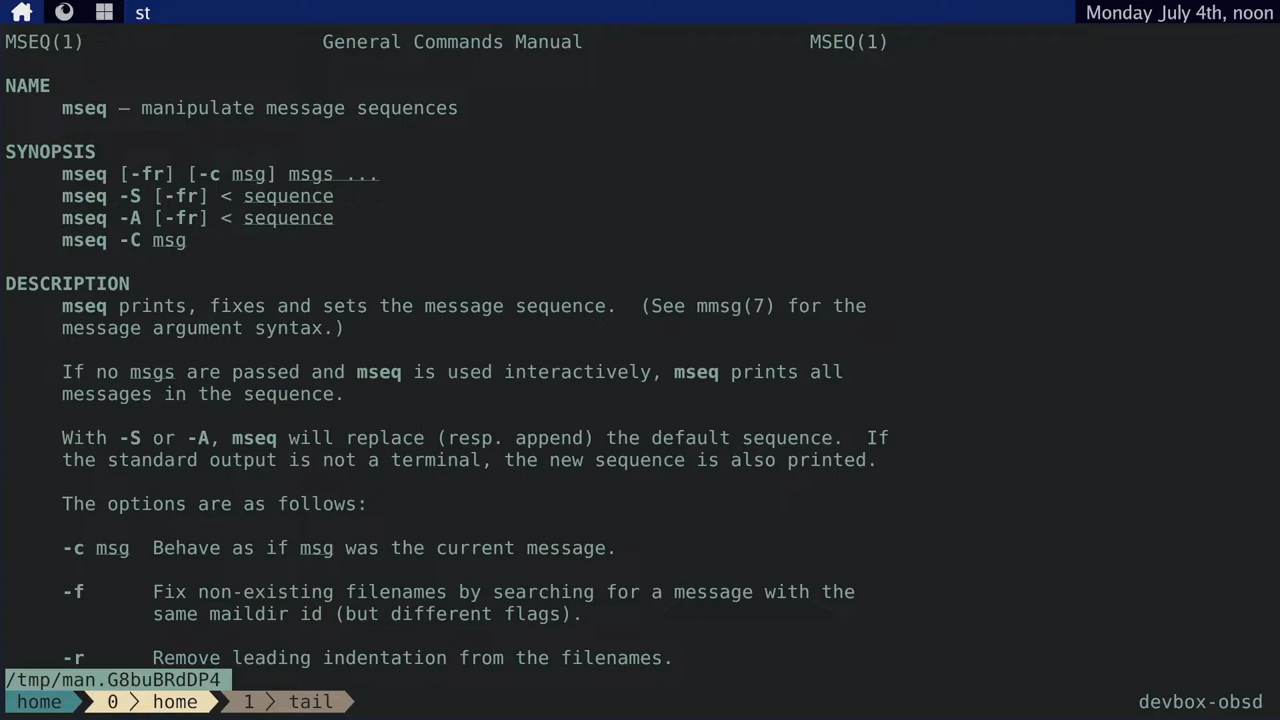 st
Monday July 4th, noon
MSEQ(1) General Commands Manual MSEQ(1)
NAME
mseq — manipulate message sequences
SYNOPSIS
mseq [-fr] [-c msg] msgs ...
mseq -S [-fr] < sequence
mseq -A [-fr] < sequence
mseq -C msg
DESCRIPTION
mseq prints, fixes and sets the message sequence.  (See mmsg(7) for the
message argument syntax.)
If no msgs are passed and mseq is used interactively, mseq prints all
messages in the sequence.
With -S or -A, mseq will replace (resp. append) the default sequence.  If
the standard output is not a terminal, the new sequence is also printed.
The options are as follows:
-c msg  Behave as if msg was the current message.
-f      Fix non-existing filenames by searching for a message with the
same maildir id (but different flags).
-r      Remove leading indentation from the filenames.
/tmp/man.G8buBRdDP4
home 0 home 1 tail devbox-obsd